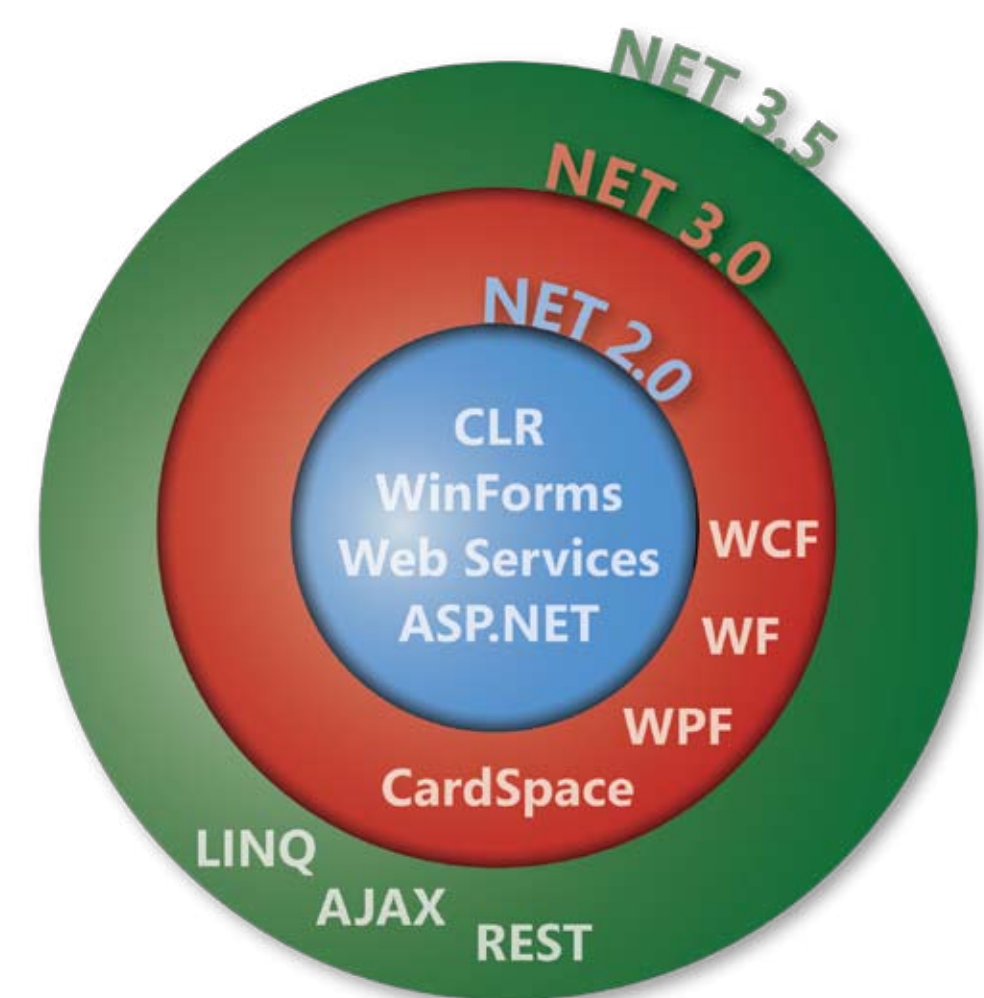 NET 3.5
NET 3.0
NET 2.0
CLR
WinForms
Web Services
ASP.NET
WCF
WF
WPF
CardSpace
LINQ
AJAX
REST